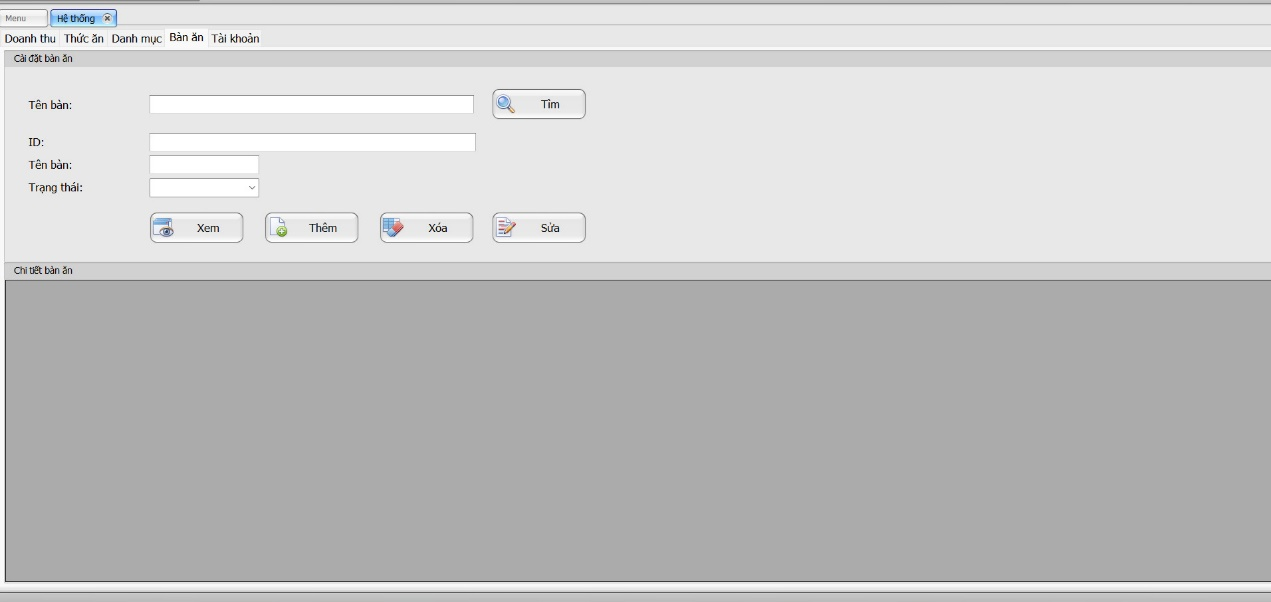 Menu
Hệ thống
Doanh thu Thức ăn Danh mục Bàn ăn Tài khoản
Cài đặt bàn ăn
Tên bàn:
Tìm
ID:
Tên bàn:
Trạng thái:
Xem Thêm Xóa Sửa
Chi tiết bàn ăn